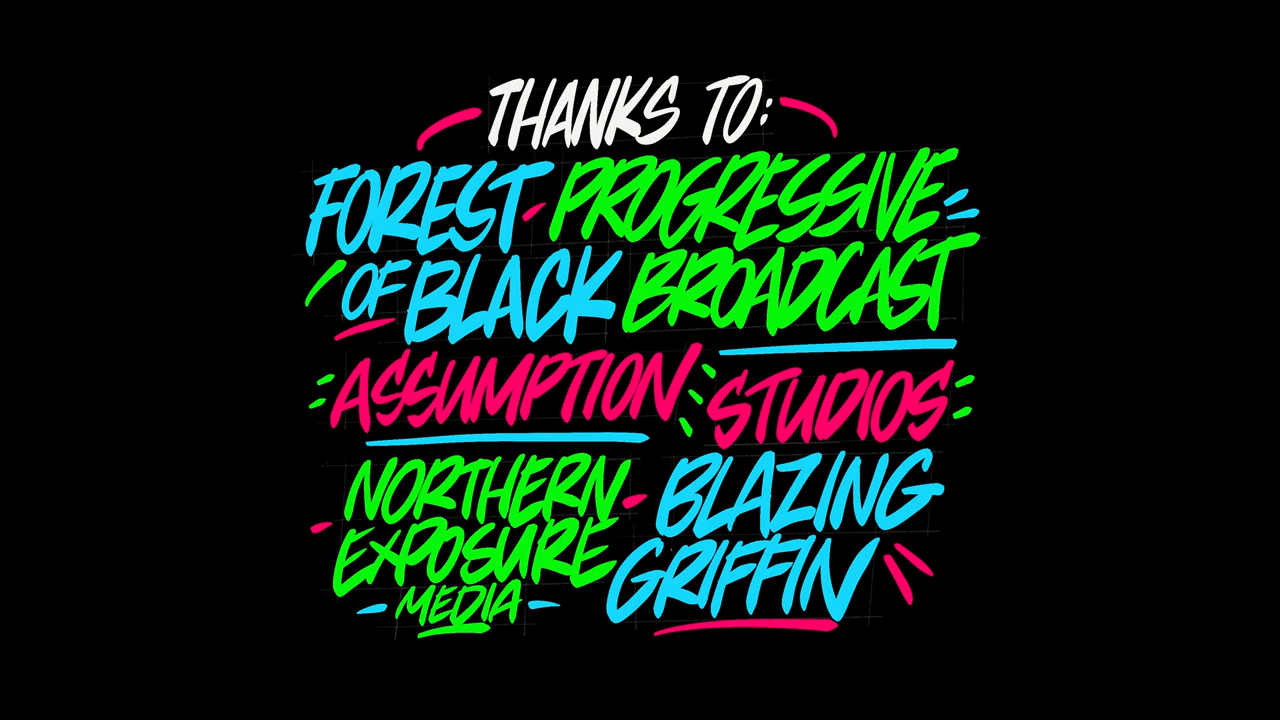 THANKS TO:
FOREST OF BLACK
PROGRESSIVE BROADCAST
ASSUMPTION STUDIOS
NORTHERN EXPOSURE MEDIA
BLAZING GRIFFIN